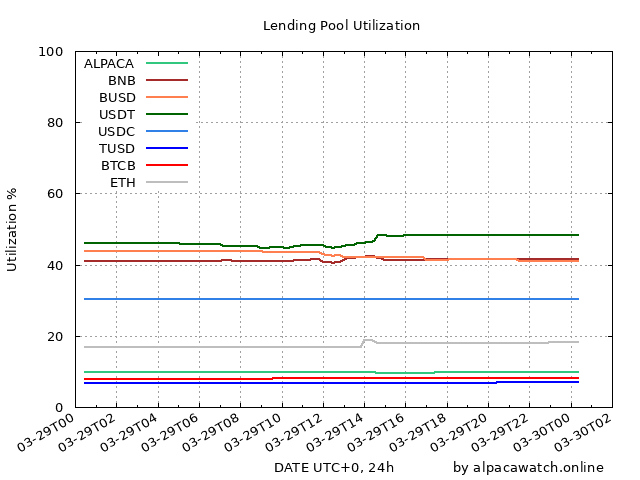 Lending Pool Utilization
100
80
60
40
20
0
Utilization %
ALPACA
BNB
BUSD
USDT
USDC
TUSD
BTCB
ETH
03-29T00
03-29T02
03-29T04
03-29T06
03-29T08
03-29T10
03-29T12
03-29T14
03-29T16
03-29T18
03-29T20
03-29T22
03-30T00
03-30T02
DATE UTC+0, 24h
by alpacawatch.online